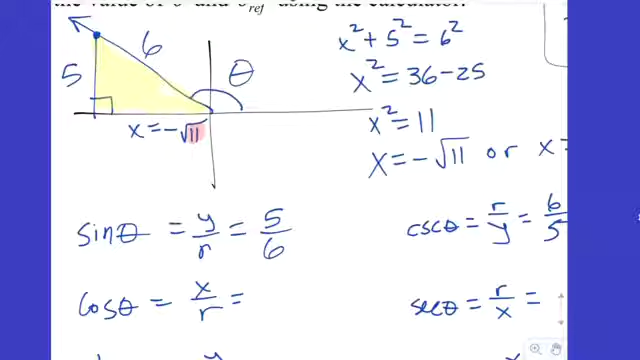 the value of θ and θref using the calculator.
6
5
θ
x = -√11
x² + 5² = 6²
x² = 36 - 25
x² = 11
x = -√11 or x =
sinθ = y/r = 5/6
cscθ = r/y = 6/5
cosθ = x/r =
secθ = r/x =